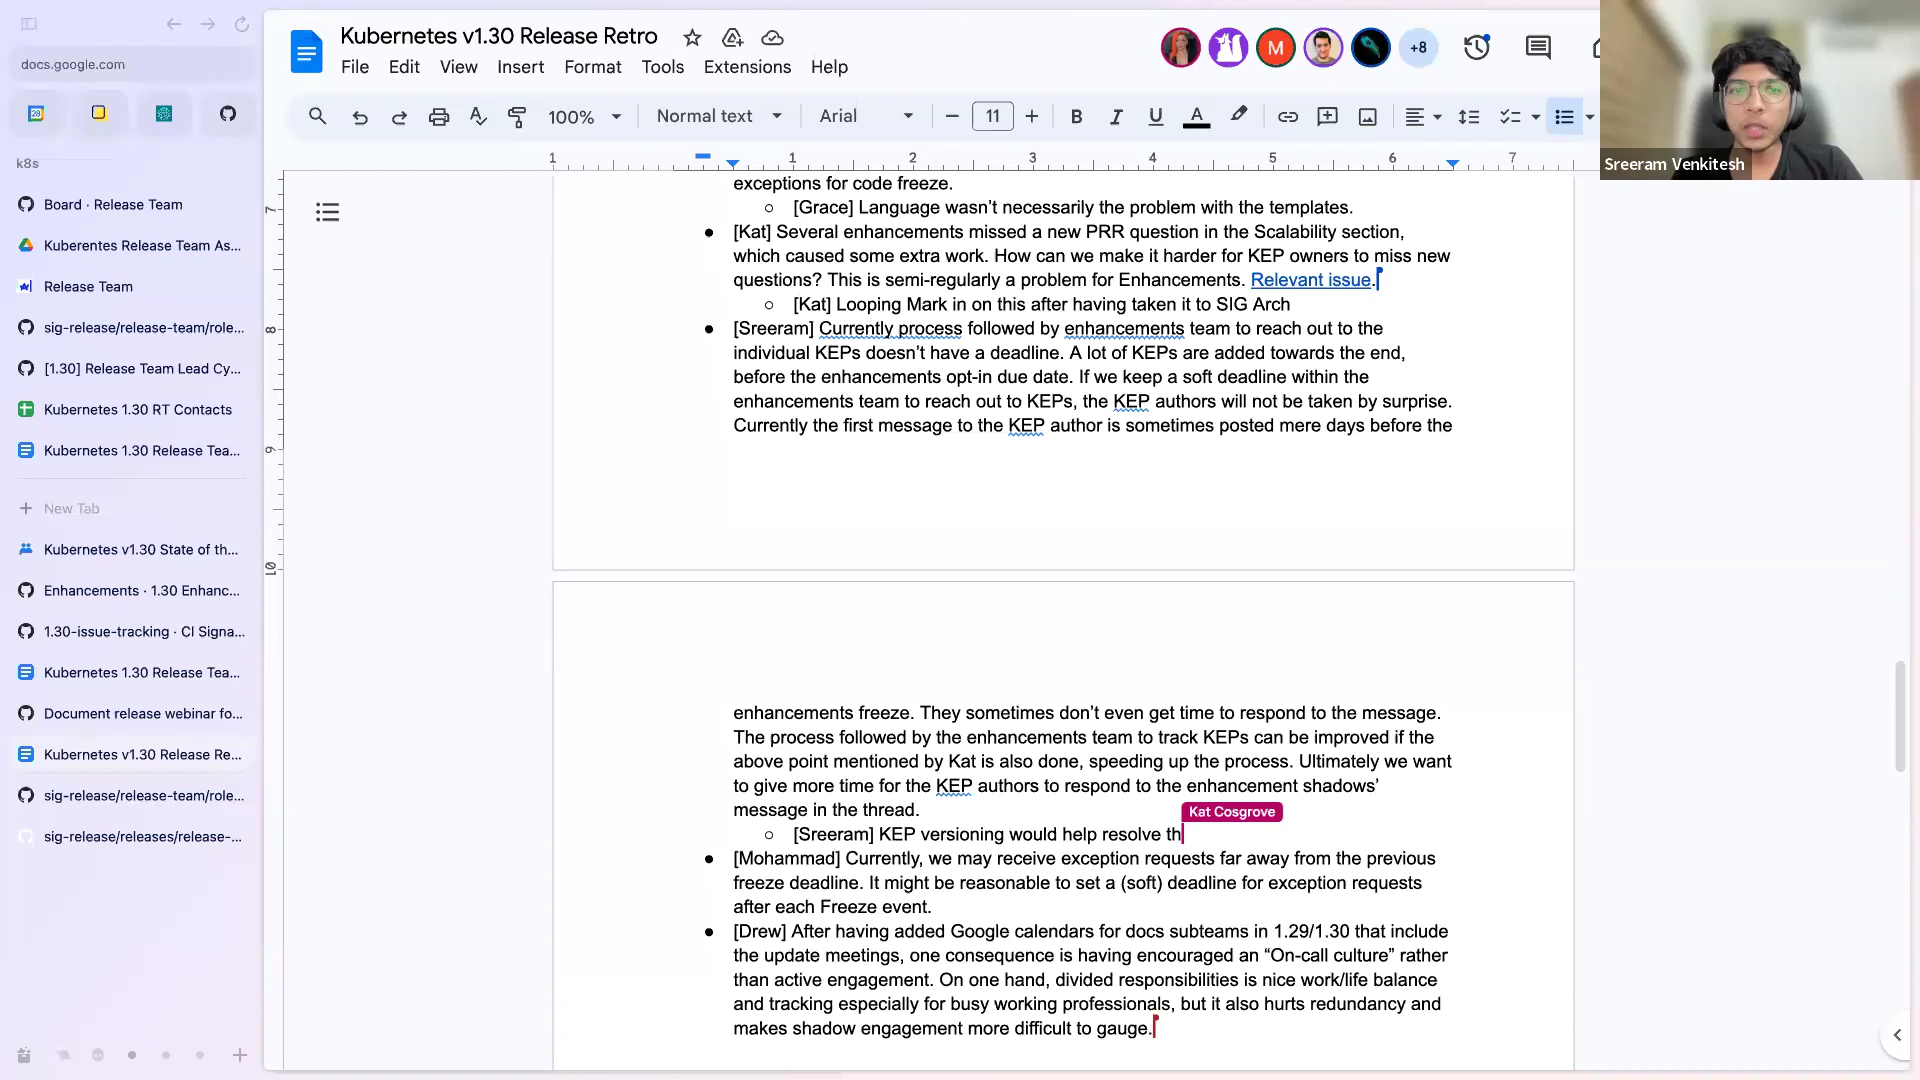 docs.google.com
k8s
Board · Release Team
Kuberentes Release Team As...
Release Team
sig-release/release-team/role...
[1.30] Release Team Lead Cy...
Kubernetes 1.30 RT Contacts
Kubernetes 1.30 Release Tea...
New Tab
Kubernetes v1.30 State of th...
Enhancements · 1.30 Enhanc...
1.30-issue-tracking · CI Signa...
Kubernetes 1.30 Release Tea...
Document release webinar fo...
Kubernetes v1.30 Release Re...
sig-release/release-team/role...
sig-release/releases/release-...
Kubernetes v1.30 Release Retro
File Edit View Insert Format Tools Extensions Help
M +8
100% Normal text Arial 11 B I U A
1 1 2 3 4 5 6 7
7
8
9
10
exceptions for code freeze.
[Grace] Language wasn’t necessarily the problem with the templates.
[Kat] Several enhancements missed a new PRR question in the Scalability section,
which caused some extra work. How can we make it harder for KEP owners to miss new
questions? This is semi-regularly a problem for Enhancements. Relevant issue.
[Kat] Looping Mark in on this after having taken it to SIG Arch
[Sreeram] Currently process followed by enhancements team to reach out to the
individual KEPs doesn’t have a deadline. A lot of KEPs are added towards the end,
before the enhancements opt-in due date. If we keep a soft deadline within the
enhancements team to reach out to KEPs, the KEP authors will not be taken by surprise.
Currently the first message to the KEP author is sometimes posted mere days before the
enhancements freeze. They sometimes don’t even get time to respond to the message.
The process followed by the enhancements team to track KEPs can be improved if the
above point mentioned by Kat is also done, speeding up the process. Ultimately we want
to give more time for the KEP authors to respond to the enhancement shadows’
message in the thread.
Kat Cosgrove
[Sreeram] KEP versioning would help resolve th
[Mohammad] Currently, we may receive exception requests far away from the previous
freeze deadline. It might be reasonable to set a (soft) deadline for exception requests
after each Freeze event.
[Drew] After having added Google calendars for docs subteams in 1.29/1.30 that include
the update meetings, one consequence is having encouraged an “On-call culture” rather
than active engagement. On one hand, divided responsibilities is nice work/life balance
and tracking especially for busy working professionals, but it also hurts redundancy and
makes shadow engagement more difficult to gauge.
Sreeram Venkitesh